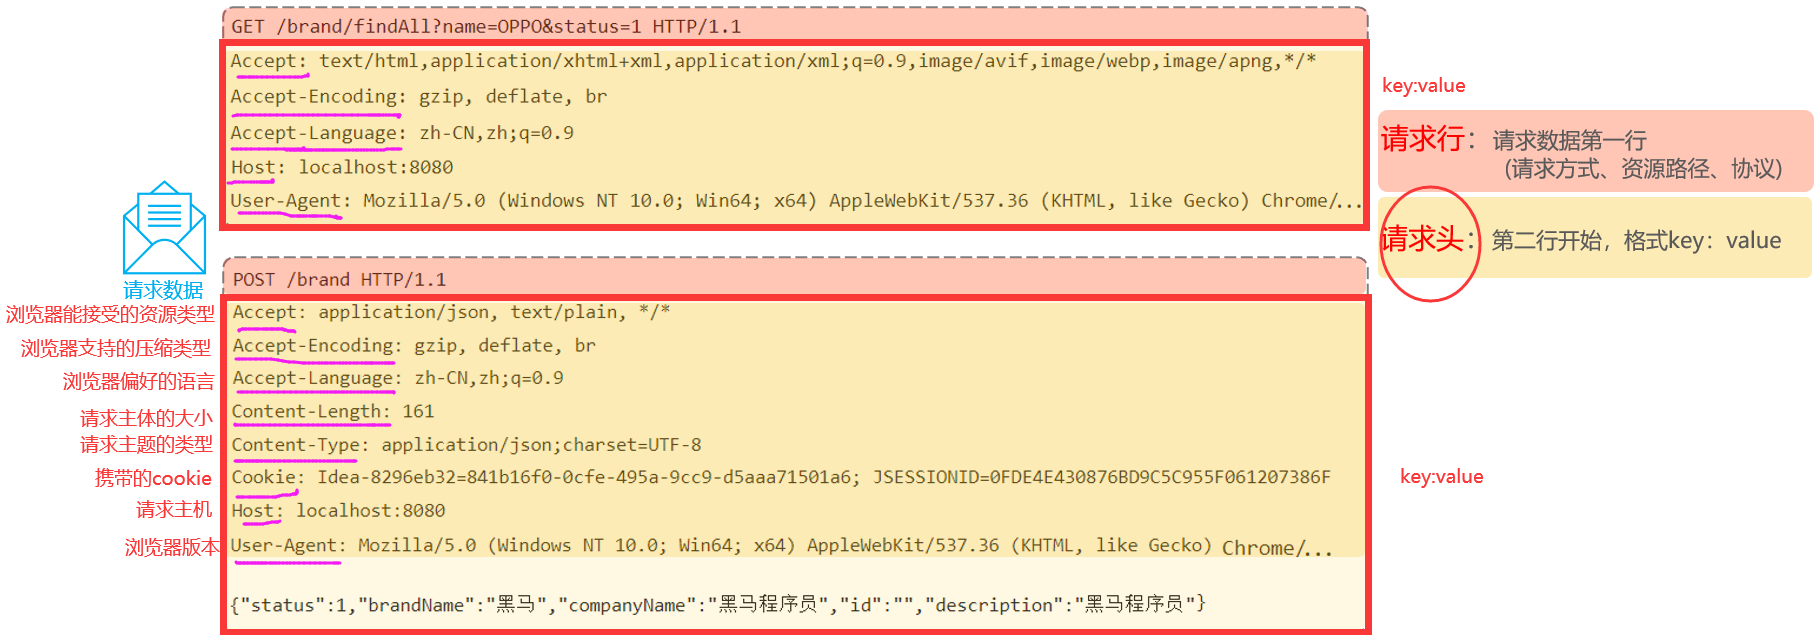 GET /brand/findAll?name=OPPO&status=1 HTTP/1.1
Accept: text/html,application/xhtml+xml,application/xml;q=0.9,image/avif,image/webp,image/apng,*/*
Accept-Encoding: gzip, deflate, br
Accept-Language: zh-CN,zh;q=0.9
Host: localhost:8080
User-Agent: Mozilla/5.0 (Windows NT 10.0; Win64; x64) AppleWebKit/537.36 (KHTML, like Gecko) Chrome/...
key:value
请求行： 请求数据第一行
(请求方式、资源路径、协议)
请求头： 第二行开始，格式key：value
请求数据
POST /brand HTTP/1.1
浏览器能接受的资源类型 Accept: application/json, text/plain, */*
浏览器支持的压缩类型 Accept-Encoding: gzip, deflate, br
浏览器偏好的语言 Accept-Language: zh-CN,zh;q=0.9
请求主体的大小 Content-Length: 161
请求主题的类型 Content-Type: application/json;charset=UTF-8
携带的cookie Cookie: Idea-8296eb32=841b16f0-0cfe-495a-9cc9-d5aaa71501a6; JSESSIONID=0FDE4E430876BD9C5C955F061207386F
key:value
请求主机 Host: localhost:8080
浏览器版本 User-Agent: Mozilla/5.0 (Windows NT 10.0; Win64; x64) AppleWebKit/537.36 (KHTML, like Gecko) Chrome/...
{"status":1,"brandName":"黑马","companyName":"黑马程序员","id":"","description":"黑马程序员"}